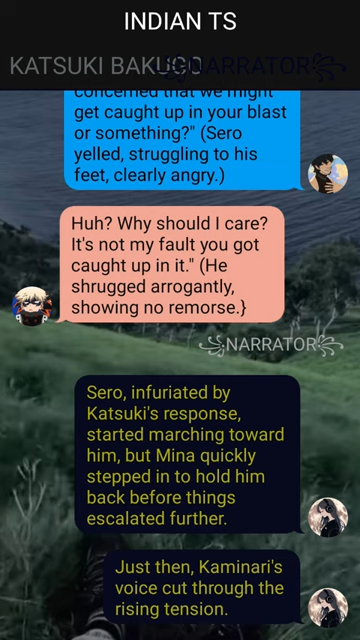 INDIAN TS
KATSUKI BAKUGO
NARRATOR
concerned that we might
get caught up in your blast
or something?" (Sero
yelled, struggling to his
feet, clearly angry.)
Huh? Why should I care?
It's not my fault you got
caught up in it." (He
shrugged arrogantly,
showing no remorse.}
꧁NARRATOR꧂
Sero, infuriated by
Katsuki's response,
started marching toward
him, but Mina quickly
stepped in to hold him
back before things
escalated further.
Just then, Kaminari's
voice cut through the
rising tension.